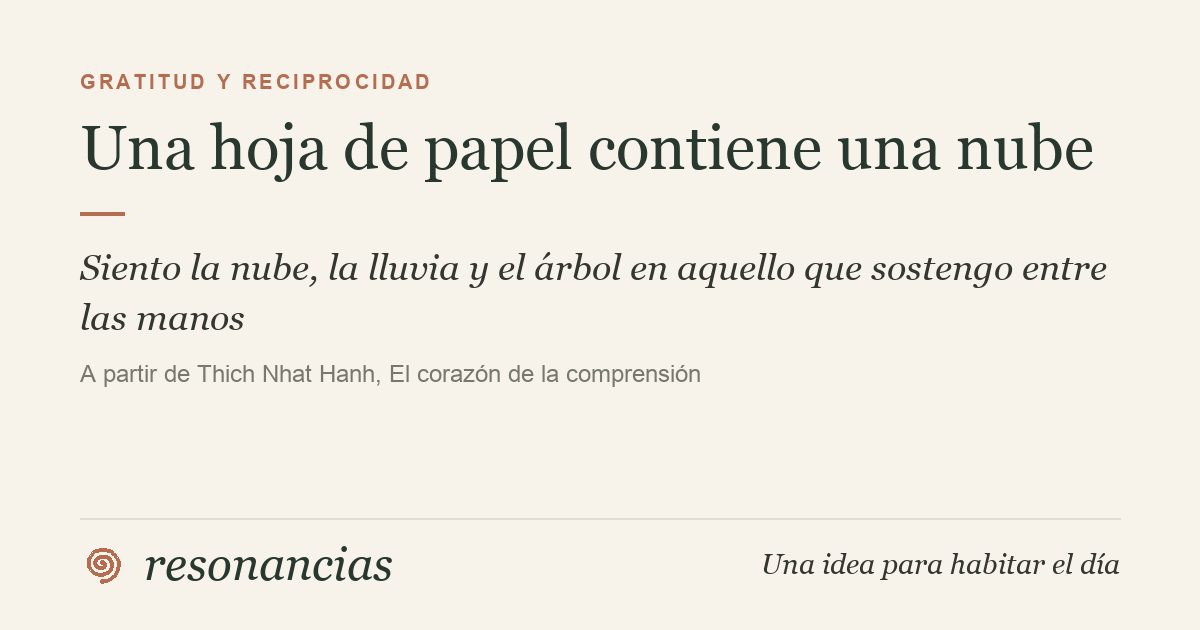 GRATITUD Y RECIPROCIDAD
Una hoja de papel contiene una nube
Siento la nube, la lluvia y el árbol en aquello que sostengo entre
las manos
A partir de Thich Nhat Hanh, El corazón de la comprensión
resonancias
Una idea para habitar el día